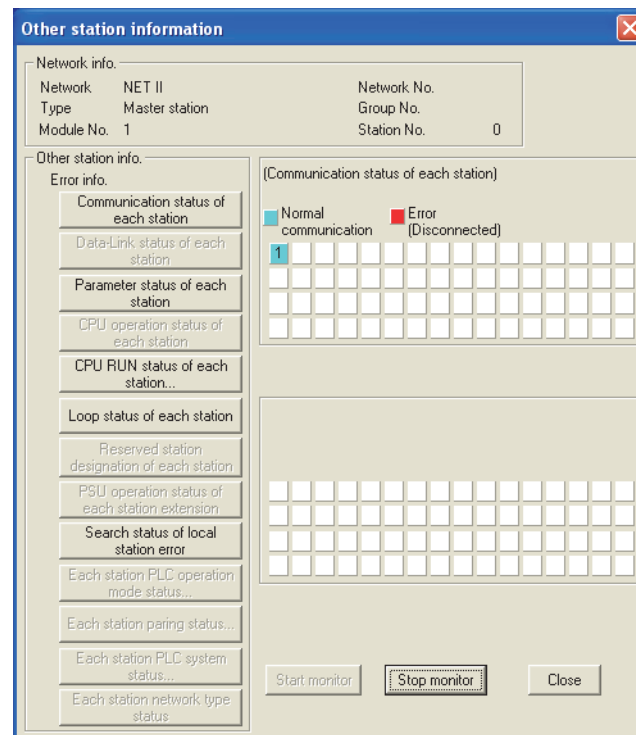 Other station information
Network info.
Network NET II Network No.
Type Master station Group No.
Module No. 1 Station No. 0
Other station info.
Error info.
Communication status of
each station
Data-Link status of each
station
Parameter status of each
station
CPU operation status of
each station
CPU RUN status of each
station...
Loop status of each station
Reserved station
designation of each station
PSU operation status of
each station extension
Search status of local
station error
Each station PLC operation
mode status...
Each station paring status...
Each station PLC system
status...
Each station network type
status
(Communication status of each station)
Normal
communication
Error
(Disconnected)
1
Start monitor Stop monitor Close